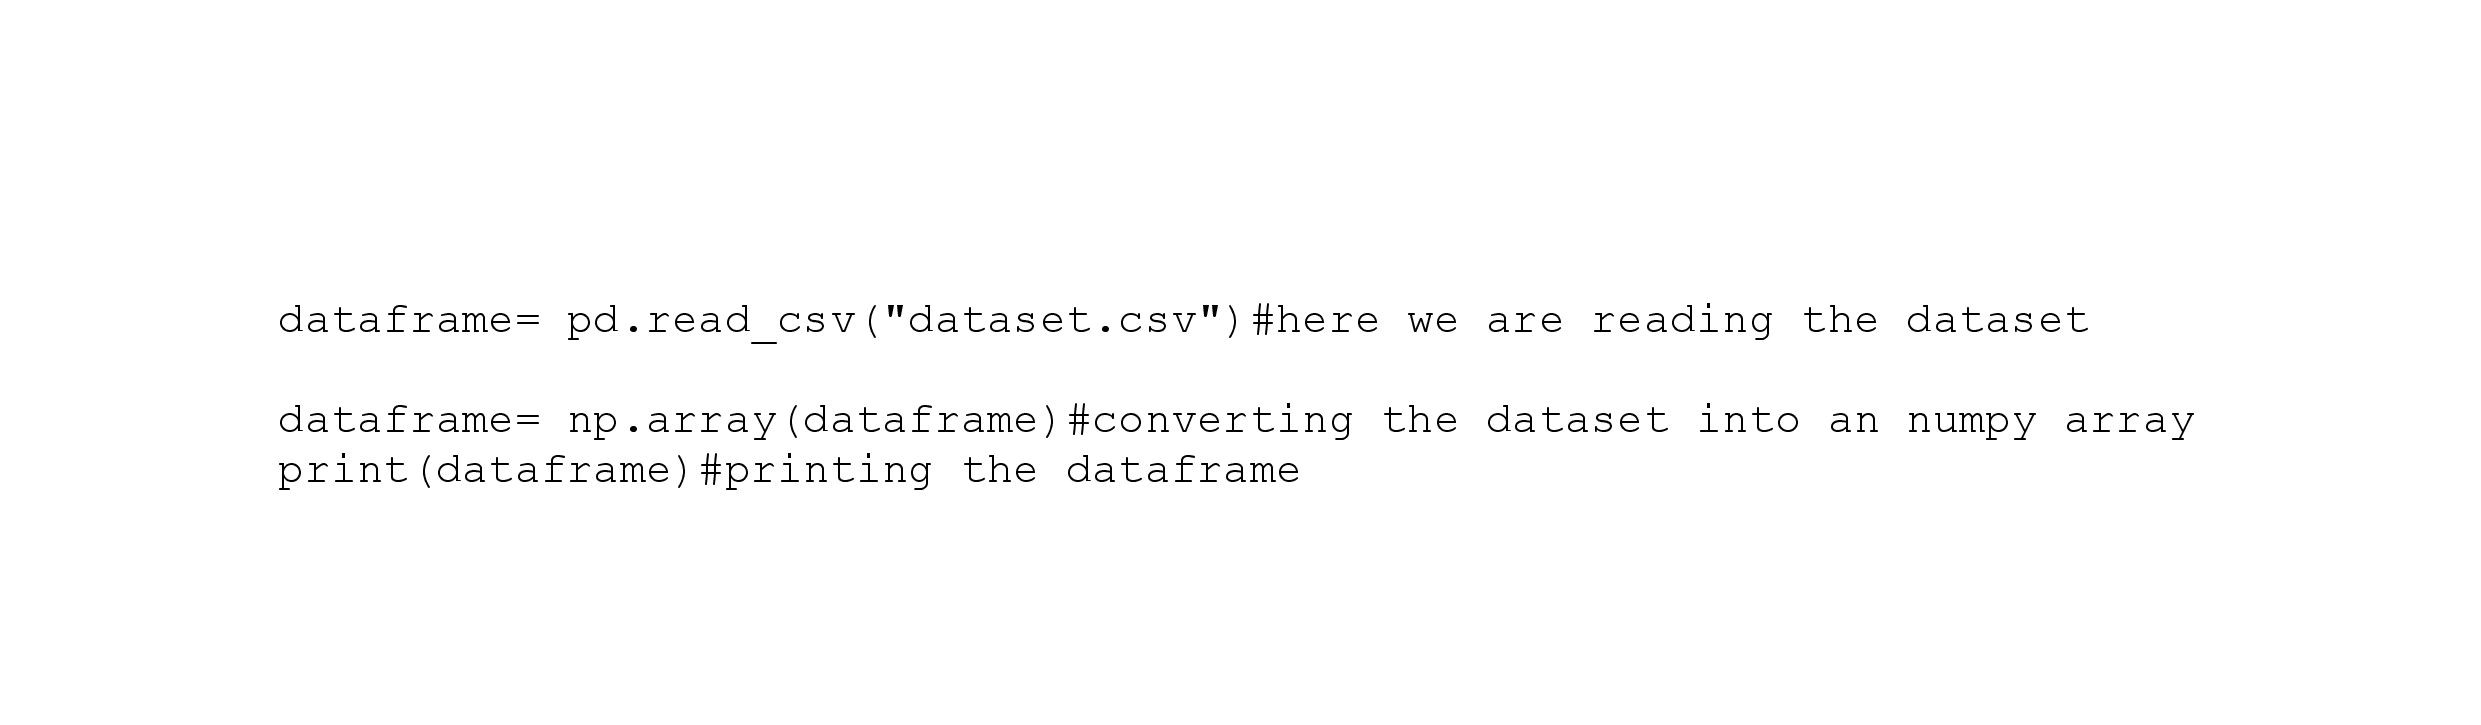 dataframe= pd.read_csv("dataset.csv")#here we are reading the dataset
dataframe= np.array(dataframe)#converting the dataset into an numpy array
print(dataframe)#printing the dataframe